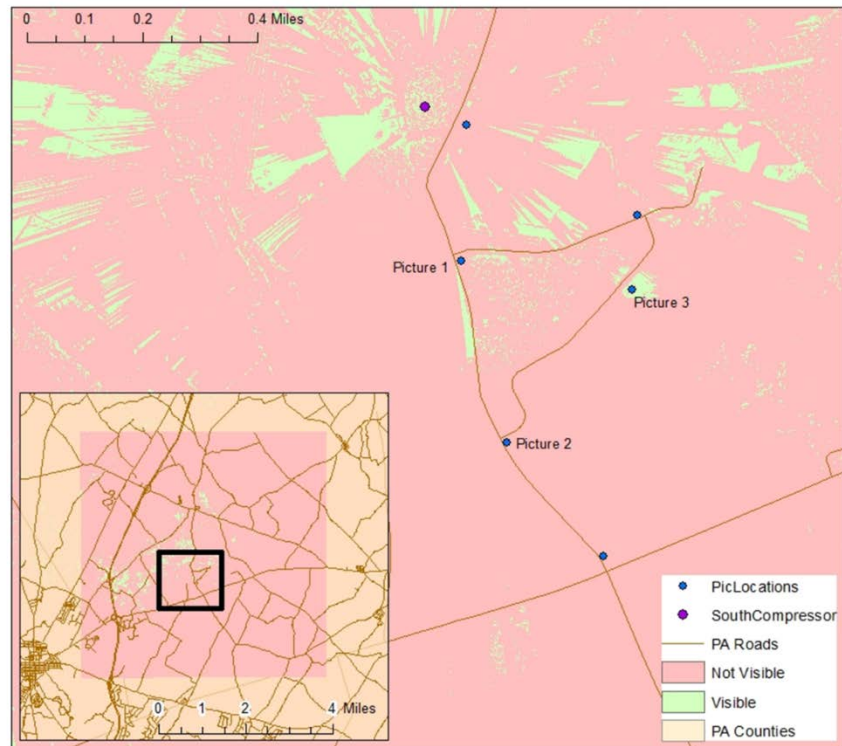 0 0.1 0.2 0.4 Miles
Picture 1
Picture 3
Picture 2
0 1 2 4 Miles
PicLocations
SouthCompressor
PA Roads
Not Visible
Visible
PA Counties